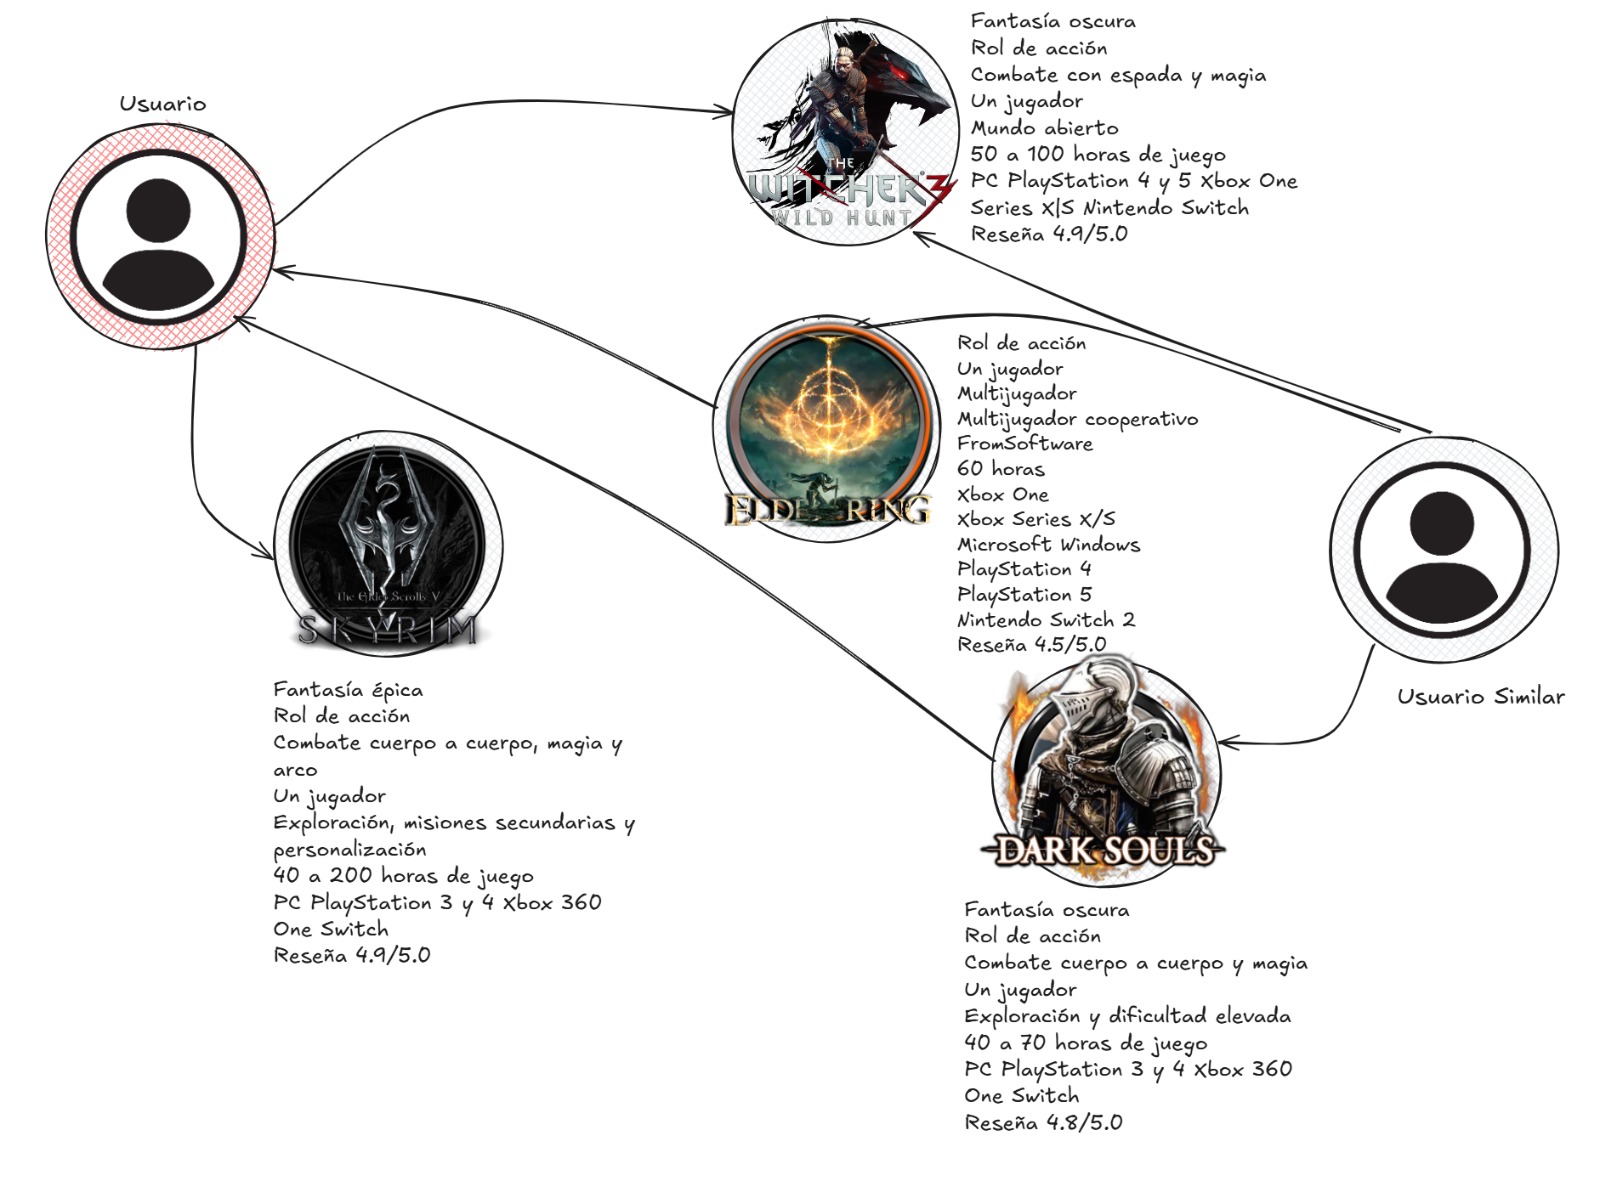 Usuario
THE
WITCHER 3
WILD HUNT
Fantasía oscura
Rol de acción
Combate con espada y magia
Un jugador
Mundo abierto
50 a 100 horas de juego
PC PlayStation 4 y 5 Xbox One
Series X|S Nintendo Switch
Reseña 4.9/5.0
ELDEN RING
Rol de acción
Un jugador
Multijugador
Multijugador cooperativo
FromSoftware
60 horas
Xbox One
Xbox Series X/S
Microsoft Windows
PlayStation 4
PlayStation 5
Nintendo Switch 2
Reseña 4.5/5.0
Usuario Similar
The Elder Scrolls V
SKYRIM
Fantasía épica
Rol de acción
Combate cuerpo a cuerpo, magia y
arco
Un jugador
Exploración, misiones secundarias y
personalización
40 a 200 horas de juego
PC PlayStation 3 y 4 Xbox 360
One Switch
Reseña 4.9/5.0
DARK SOULS
Fantasía oscura
Rol de acción
Combate cuerpo a cuerpo y magia
Un jugador
Exploración y dificultad elevada
40 a 70 horas de juego
PC PlayStation 3 y 4 Xbox 360
One Switch
Reseña 4.8/5.0